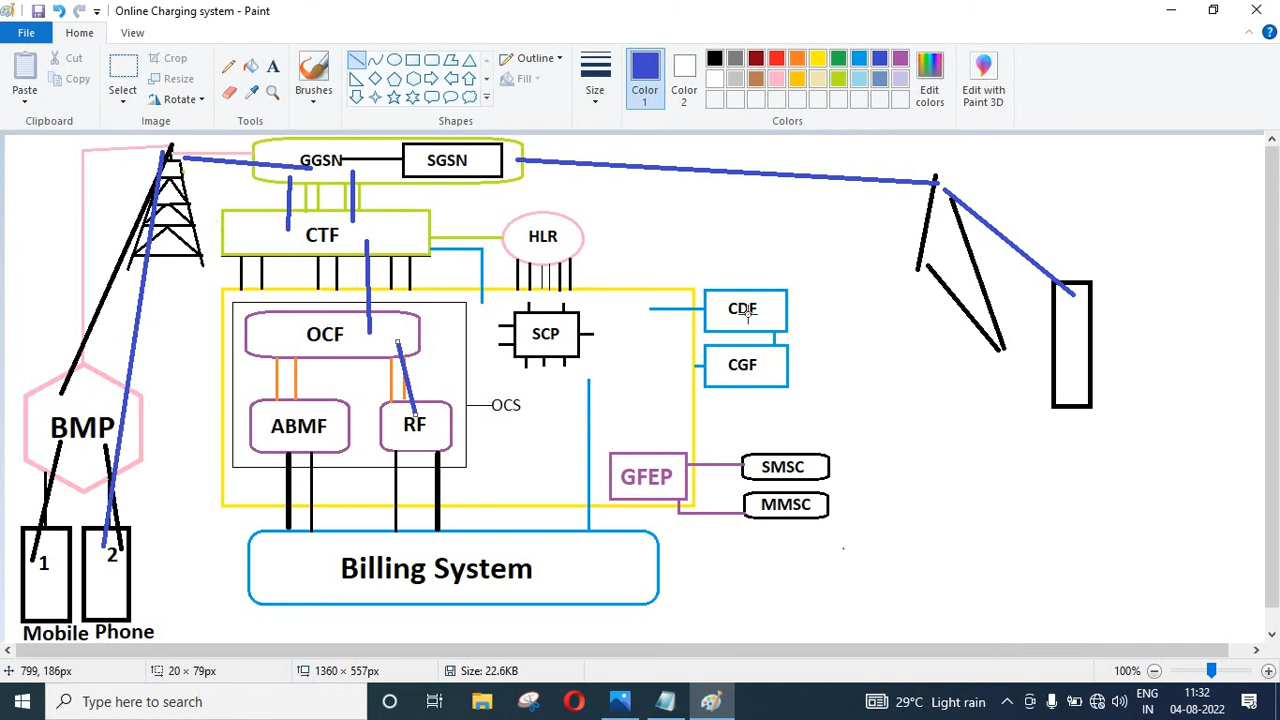 Online Charging system - Paint
File
Home
View
Paste
Cut
Copy
Clipboard
Select
Crop
Resize
Rotate
Image
Tools
Brushes
Outline
Fill
Shapes
Size
Color
1
Color
2
Edit
colors
Edit with
Paint 3D
Colors
GGSN
SGSN
CTF
HLR
OCF
SCP
CDF
CGF
OCS
ABMF
RF
BMP
GFEP
SMSC
MMSC
Billing System
1
2
Mobile Phone
799, 186px
20 × 79px
1360 × 557px
Size: 22.6KB
100%
Type here to search
29°C Light rain
ENG
IN
11:32
04-08-2022